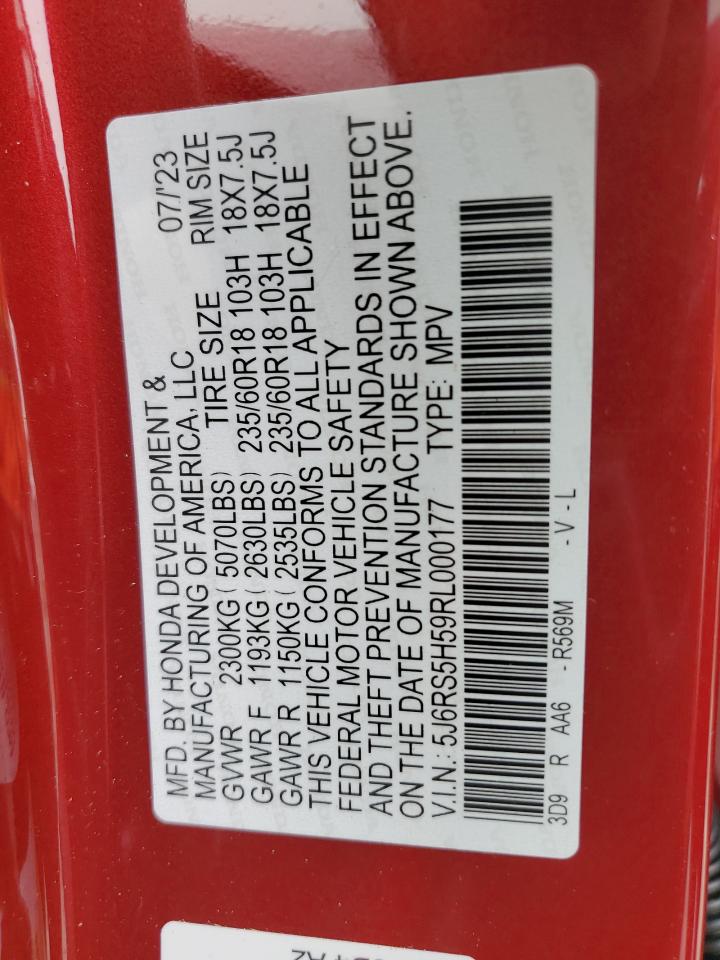 MFD. BY HONDA DEVELOPMENT &
MANUFACTURING OF AMERICA, LLC 07/'23
GVWR 2300KG ( 5070LBS) TIRE SIZE RIM SIZE
GAWR F 1193KG ( 2630LBS) 235/60R18 103H 18X7.5J
GAWR R 1150KG ( 2535LBS) 235/60R18 103H 18X7.5J
THIS VEHICLE CONFORMS TO ALL APPLICABLE
FEDERAL MOTOR VEHICLE SAFETY
AND THEFT PREVENTION STANDARDS IN EFFECT
ON THE DATE OF MANUFACTURE SHOWN ABOVE.
V.I.N.: 5J6RS5H59RL000177 TYPE: MPV
3D9 R AA6 - R569M - V - L